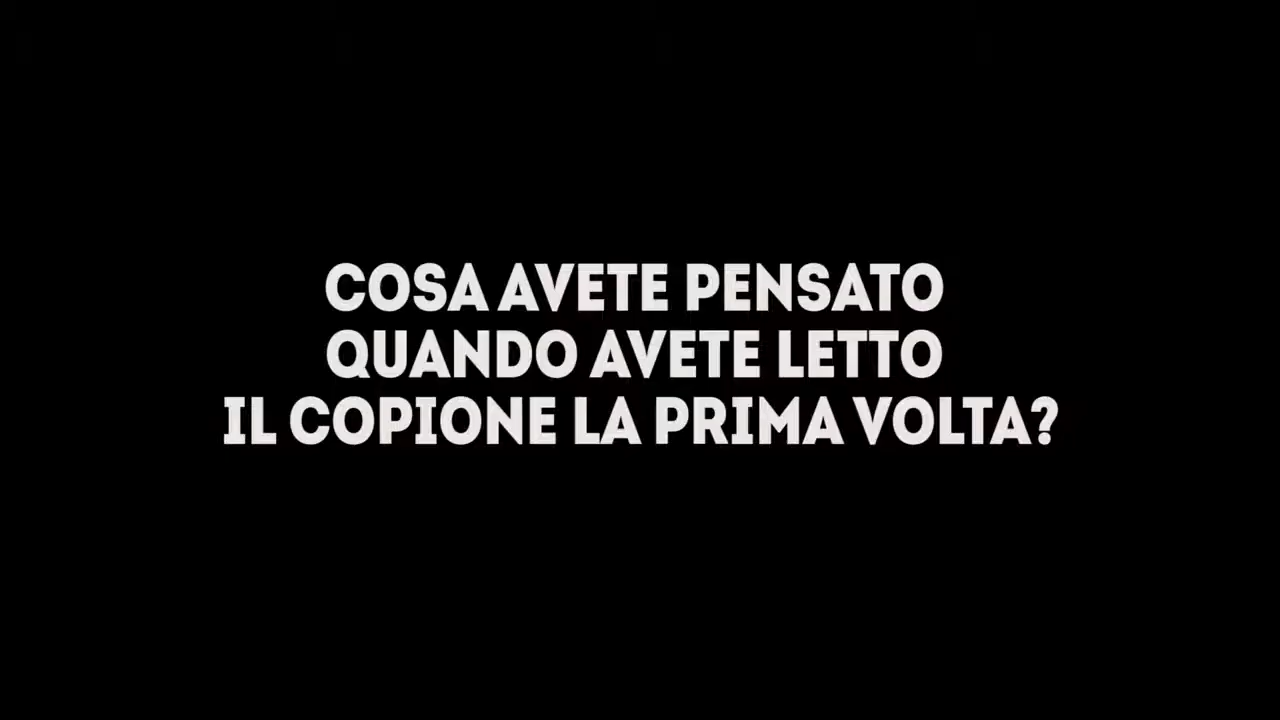 COSA AVETE PENSATO
QUANDO AVETE LETTO
IL COPIONE LA PRIMA VOLTA?